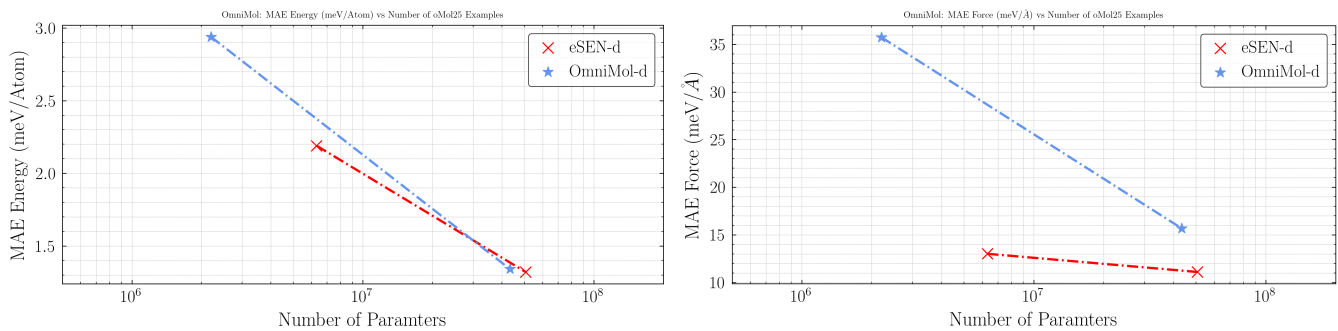 OmniMol: MAE Energy (meV/Atom) vs Number of oMol25 Examples
MAE Energy (meV/Atom)
3.0
2.5
2.0
1.5
eSEN-d
OmniMol-d
10^6
10^7
10^8
Number of Paramters
OmniMol: MAE Force (meV/Å) vs Number of oMol25 Examples
MAE Force (meV/Å)
35
30
25
20
15
10
eSEN-d
OmniMol-d
10^6
10^7
10^8
Number of Paramters